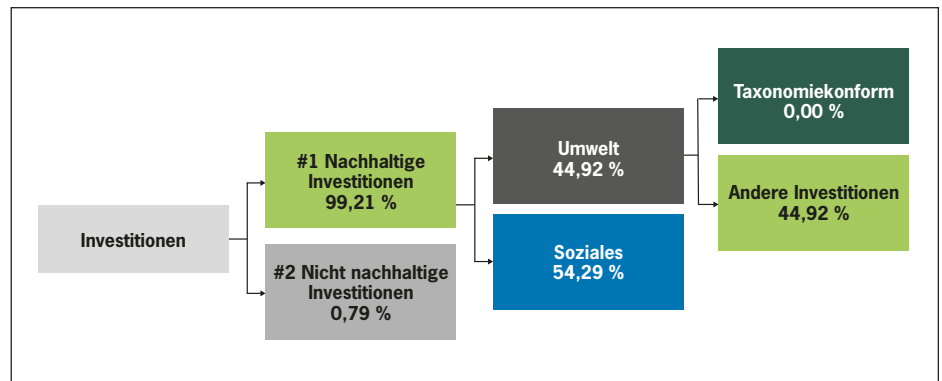 Investitionen
#1 Nachhaltige
Investitionen
99,21 %
#2 Nicht nachhaltige
Investitionen
0,79 %
Umwelt
44,92 %
Soziales
54,29 %
Taxonomiekonform
0,00 %
Andere Investitionen
44,92 %